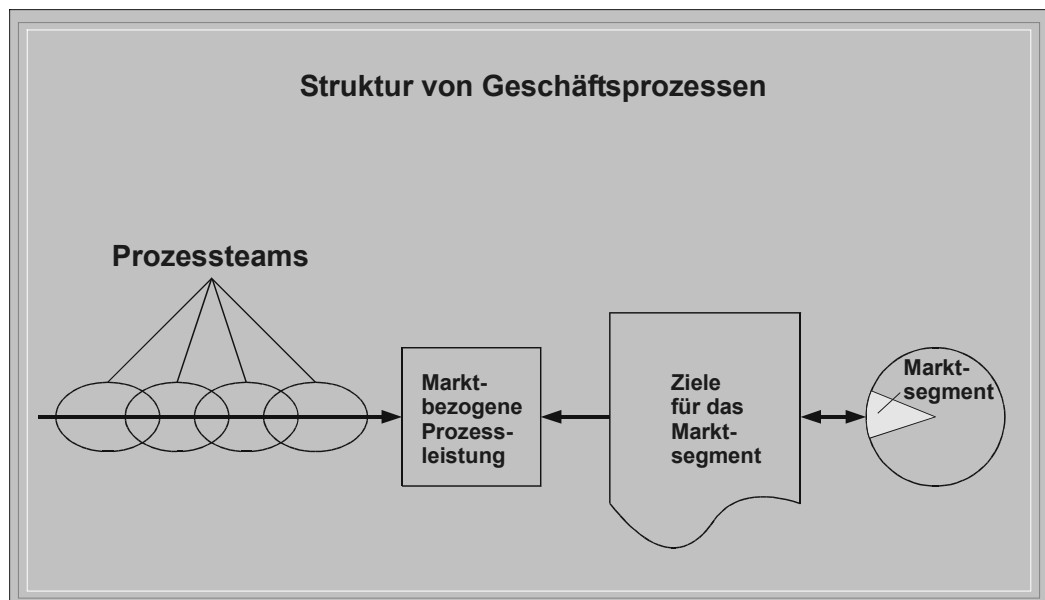 Struktur von Geschäftsprozessen
Prozessteams
Markt-
bezogene
Prozess-
leistung
Ziele
für das
Markt-
segment
Markt-
segment